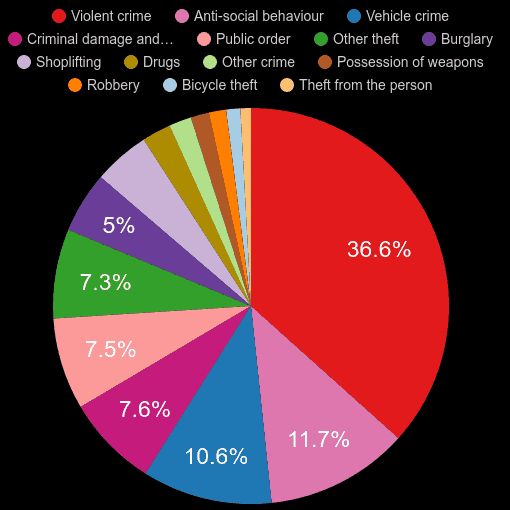 Violent crime Anti-social behaviour Vehicle crime
Criminal damage and... Public order Other theft Burglary
Shoplifting Drugs Other crime Possession of weapons
Robbery Bicycle theft Theft from the person
36.6%
5%
7.3%
7.5%
7.6%
11.7%
10.6%